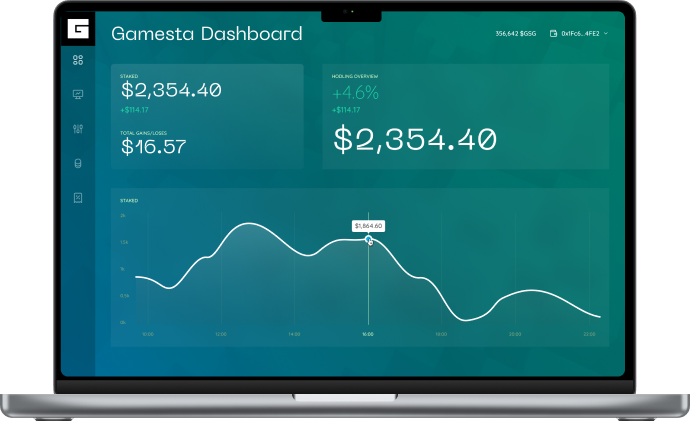 G
Gamesta Dashboard
356,642 $GSG
0x1Fc6...4FE2
STAKED
$2,354.40
+$114.17
TOTAL GAINS/LOSES
$16.57
HODLING OVERVIEW
+4.6%
+$114.17
$2,354.40
STAKED
2k
$1,864.60
1.5k
1k
0.5k
10:00
12:00
14:00
16:00
18:00
20:00
22:00